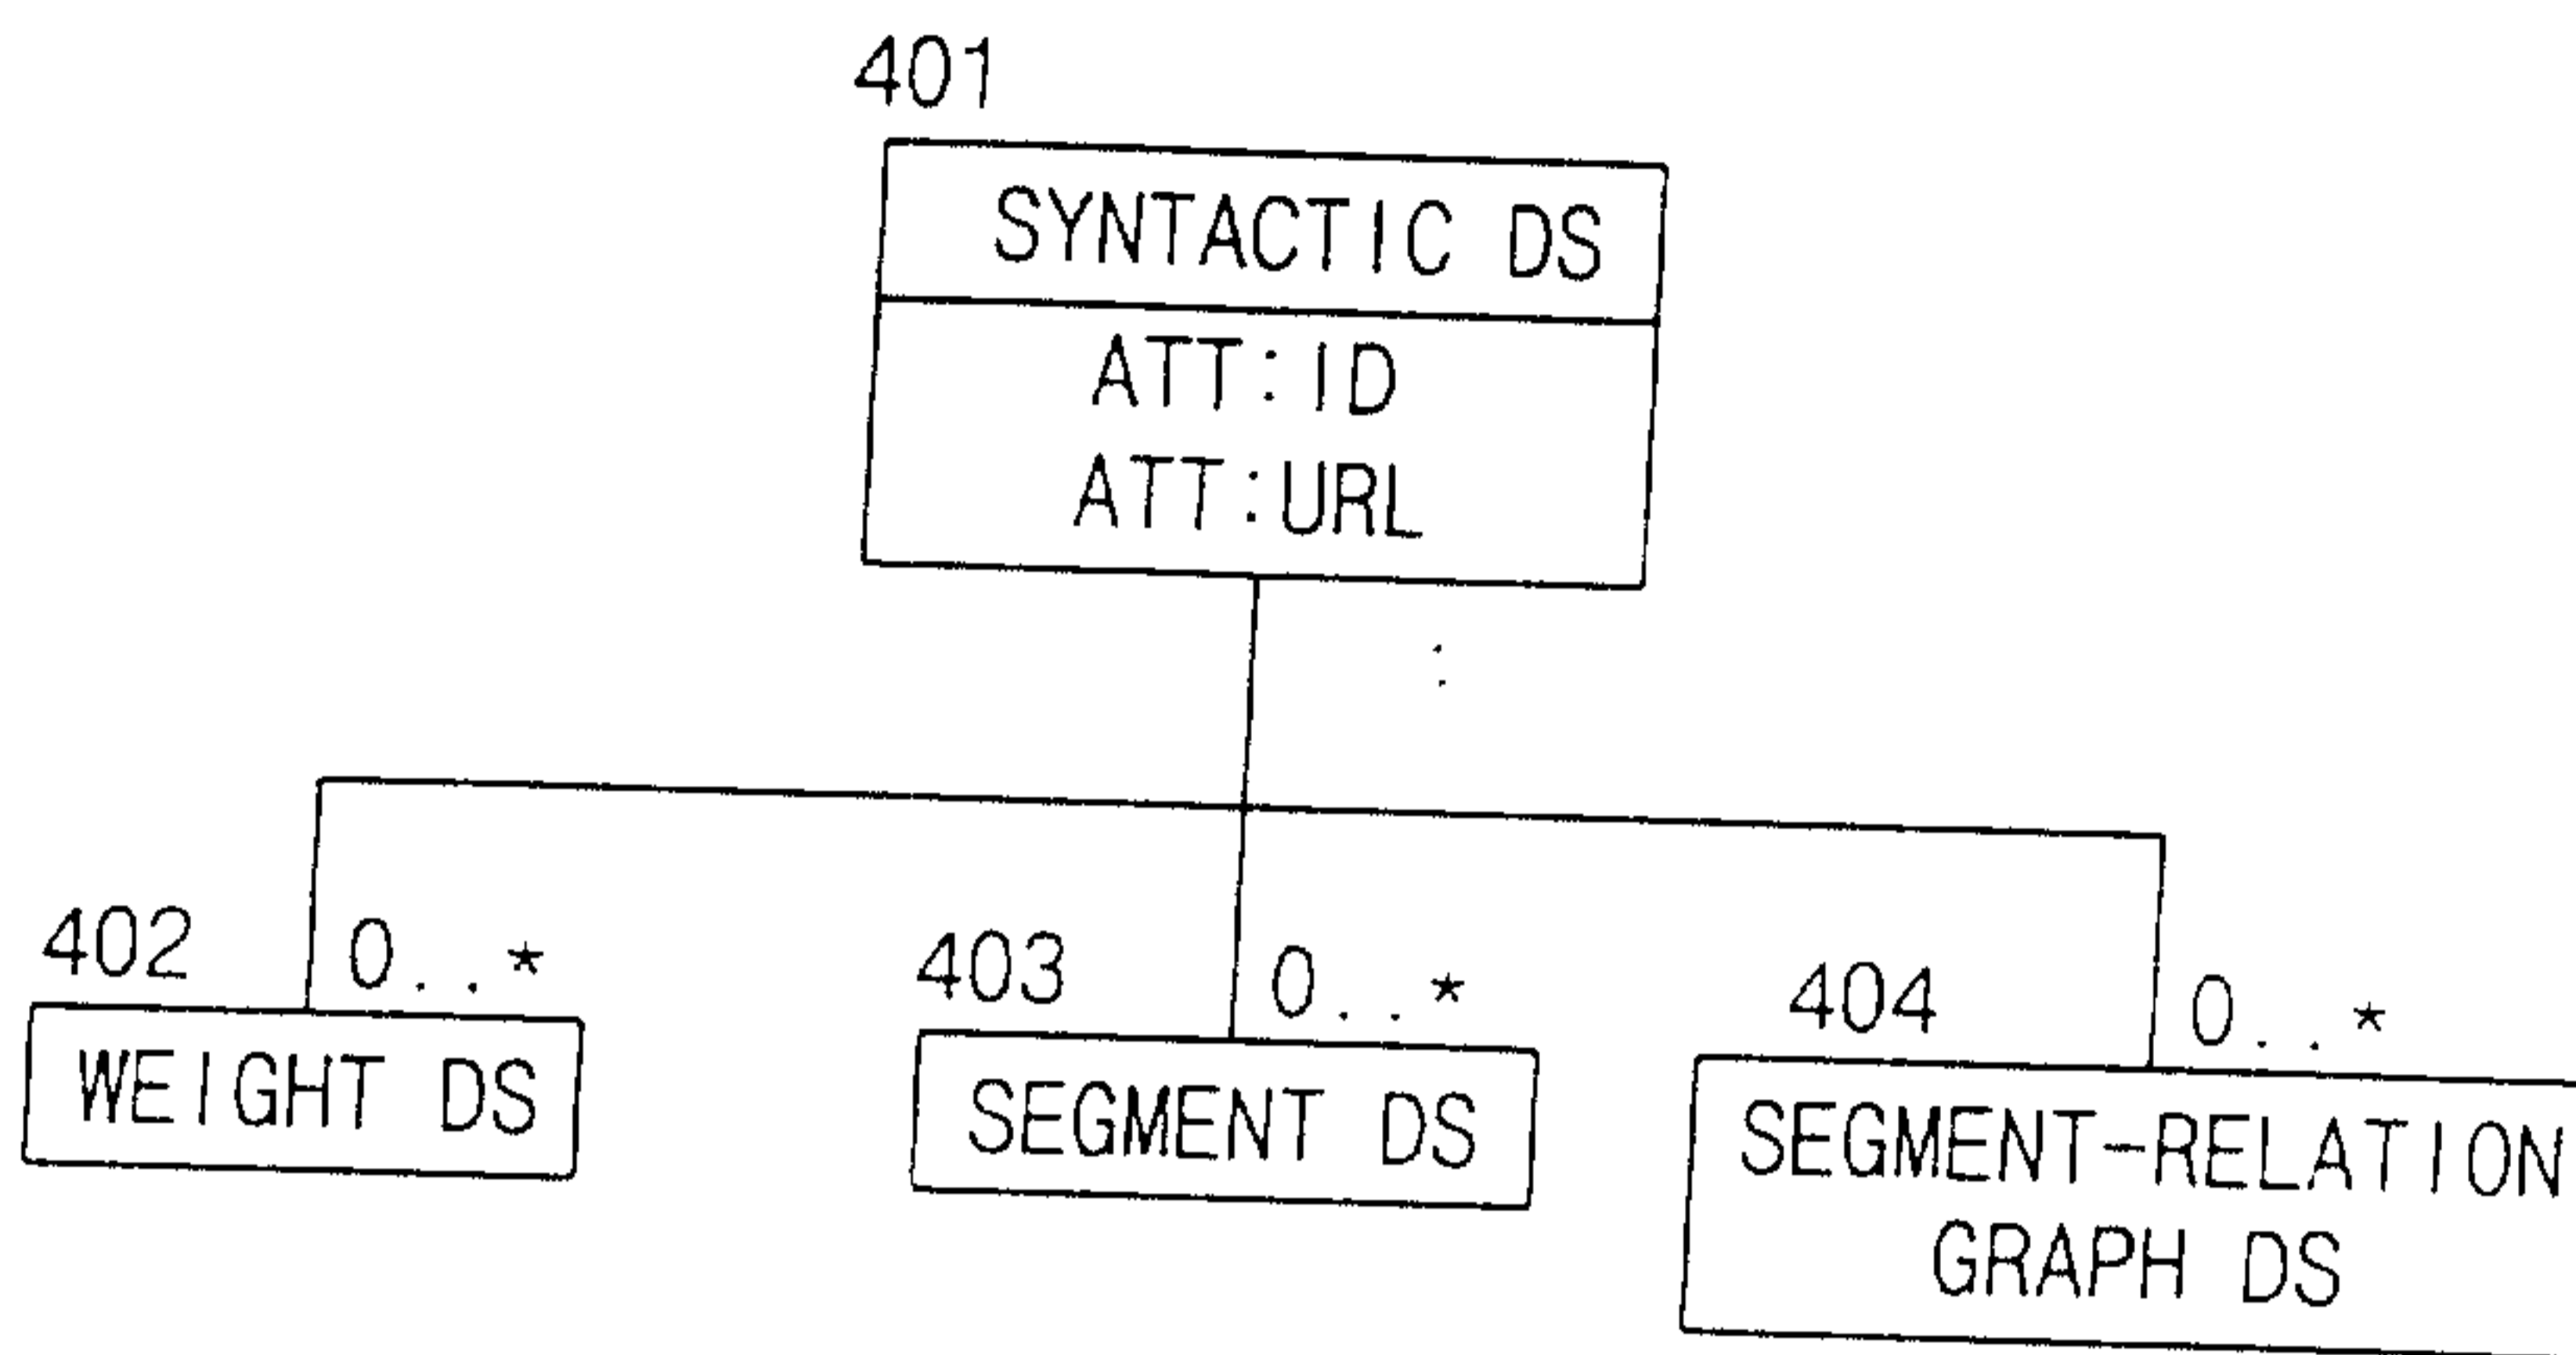 401
SYNTACTIC DS
ATT:ID
ATT:URL
402
0..*
WEIGHT DS
403
0..*
SEGMENT DS
404
0..*
SEGMENT-RELATION
GRAPH DS